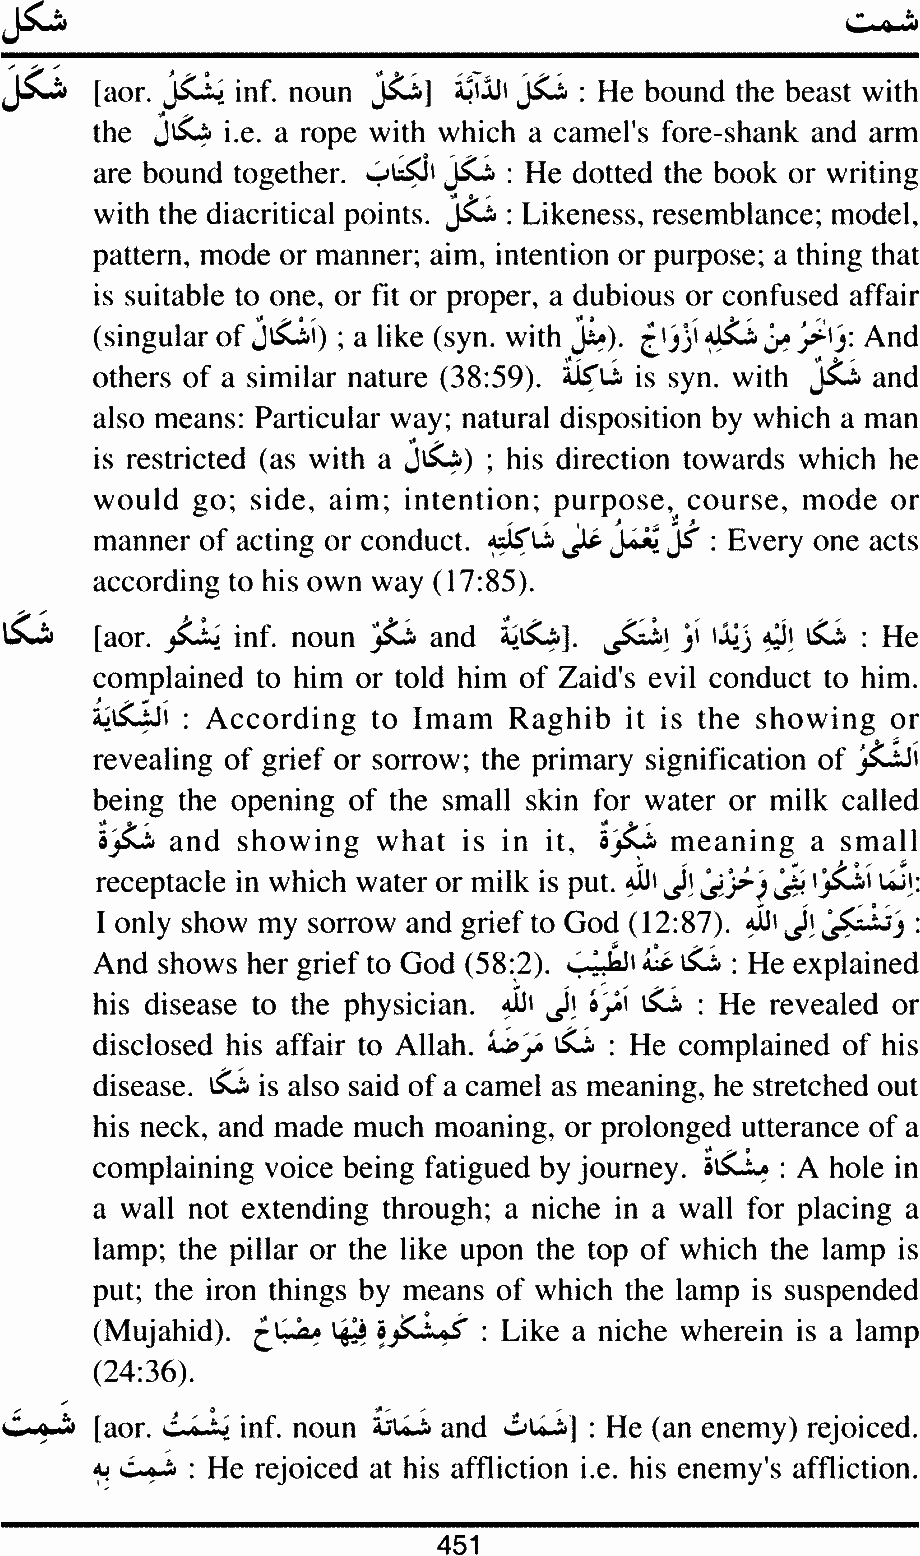 شكل شمت
شَكَلَ [aor. يَشْكُلُ inf. noun شَكْلٌ] شَكَلَ الدَّآبَّةَ : He bound the beast with
the شِكَالٌ i.e. a rope with which a camel's fore-shank and arm
are bound together. شَكَلَ الْكِتَابَ : He dotted the book or writing
with the diacritical points. شَكْلٌ : Likeness, resemblance; model,
pattern, mode or manner; aim, intention or purpose; a thing that
is suitable to one, or fit or proper, a dubious or confused affair
(singular of اَشْكَالٌ) ; a like (syn. with مِثْلٌ). وَاٰخَرُ مِنْ شَكْلِهٖ اَزْوَاجٌ: And
others of a similar nature (38:59). شَاكِلَةٌ is syn. with شَكْلٌ and
also means: Particular way; natural disposition by which a man
is restricted (as with a شِكَالٌ) ; his direction towards which he
would go; side, aim; intention; purpose, course, mode or
manner of acting or conduct. كُلٌّ يَّعْمَلُ عَلٰى شَاكِلَتِهٖ : Every one acts
according to his own way (17:85).
شَكَا [aor. يَشْكُو inf. noun شَكْوٌ and شِكَايَةٌ]. شَكَا اِلَيْهِ زَيْدًا اَوْ اِشْتَكٰى : He
complained to him or told him of Zaid's evil conduct to him.
اَلشِّكَايَةُ : According to Imam Raghib it is the showing or
revealing of grief or sorrow; the primary signification of اَلشَّكْوُ
being the opening of the small skin for water or milk called
شَكْوَةٌ and showing what is in it, شَكْوَةٌ meaning a small
receptacle in which water or milk is put. اِنَّمَا اَشْكُوْا بَثِّىْ وَحُزْنِىْ اِلَى اللّٰهِ:
I only show my sorrow and grief to God (12:87). وَتَشْتَكِىْ اِلَى اللّٰهِ :
And shows her grief to God (58:2). شَكَا عَنْهُ الطَّبِيْبَ : He explained
his disease to the physician. شَكَا اَمْرَهُ اِلَى اللّٰهِ : He revealed or
disclosed his affair to Allah. شَكَا مَرَضَهُ : He complained of his
disease. شَكَا is also said of a camel as meaning, he stretched out
his neck, and made much moaning, or prolonged utterance of a
complaining voice being fatigued by journey. مِشْكَاةٌ : A hole in
a wall not extending through; a niche in a wall for placing a
lamp; the pillar or the like upon the top of which the lamp is
put; the iron things by means of which the lamp is suspended
(Mujahid). كَمِشْكٰوةٍ فِيْهَا مِصْبَاحٌ : Like a niche wherein is a lamp
(24:36).
شَمِتَ [aor. يَشْمَتُ inf. noun شَمَاتَةٌ and شَمَاتٌ] : He (an enemy) rejoiced.
شَمِتَ بِهٖ : He rejoiced at his affliction i.e. his enemy's affliction.
451